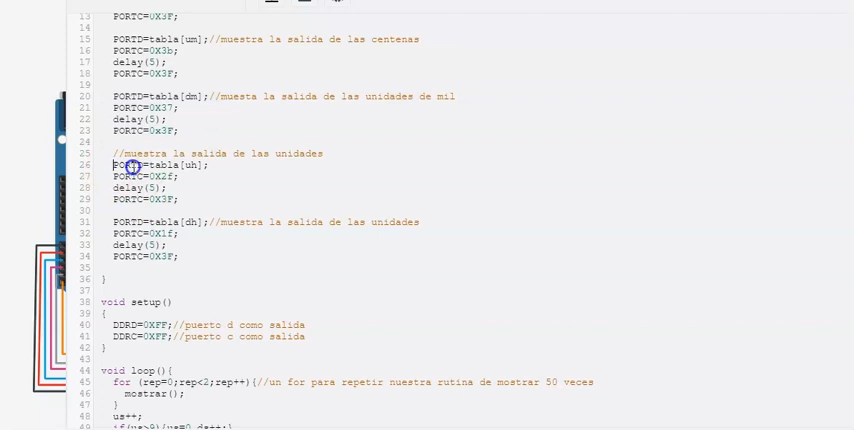 13 PORTC=0X3F;
14
15 PORTD=tabla[um];//muestra la salida de las centenas
16 PORTC=0X3b;
17 delay(5);
18 PORTC=0X3F;
19
20 PORTD=tabla[dm];//muesta la salida de las unidades de mil
21 PORTC=0X37;
22 delay(5);
23 PORTC=0x3F;
24
25 //muestra la salida de las unidades
26 PORTD=tabla[uh];
27 PORTC=0X2f;
28 delay(5);
29 PORTC=0X3F;
30
31 PORTD=tabla[dh];//muestra la salida de las unidades
32 PORTC=0X1f;
33 delay(5);
34 PORTC=0X3F;
35
36 }
37
38 void setup()
39 {
40 DDRD=0XFF;//puerto d como salida
41 DDRC=0XFF;//puerto c como salida
42 }
43
44 void loop(){
45 for (rep=0;rep<2;rep++){//un for para repetir nuestra rutina de mostrar 50 veces
46 mostrar();
47 }
48 us++;
49 if(us>9){us=0 ds++;}